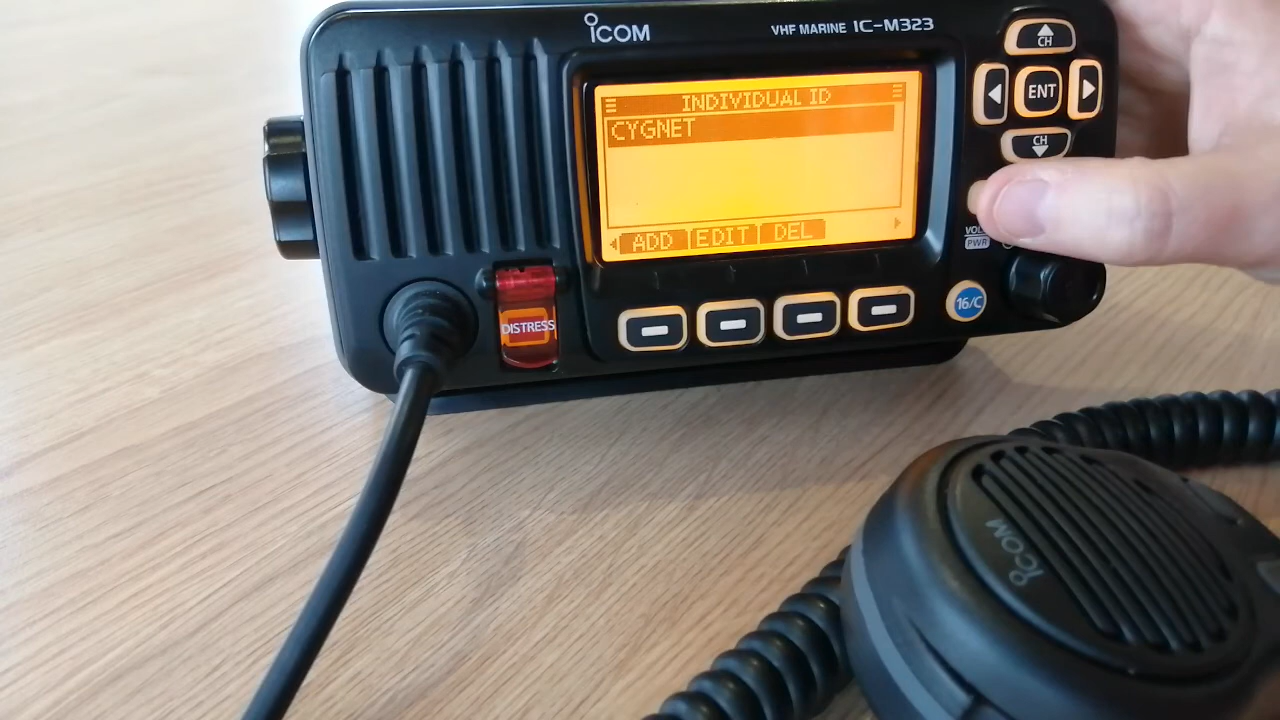 iCOM
VHF MARINE IC-M323
INDIVIDUAL ID
CYGNET
ADD EDIT DEL
CH
ENT
CH
VOL
PWR
16/C
DISTRESS
iCOM